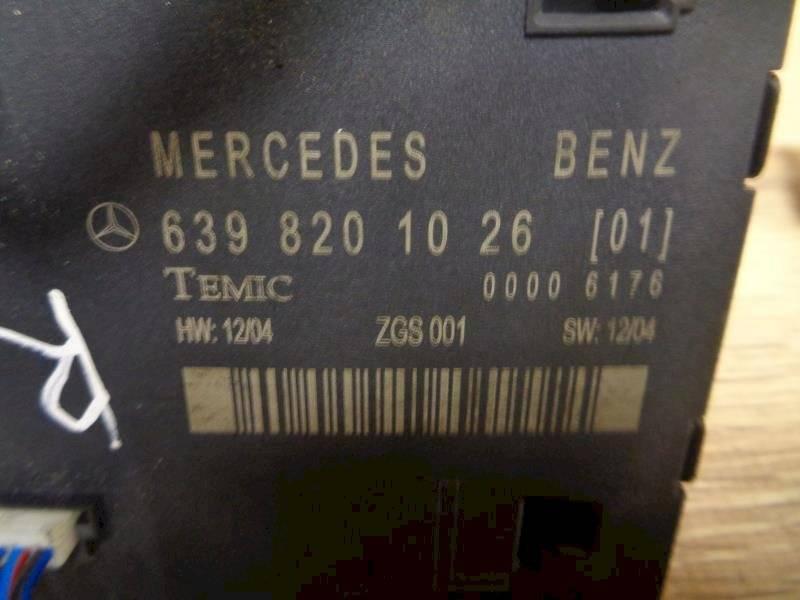 MERCEDES BENZ
639 820 10 26 [01]
TEMIC 0000 6176
HW: 12/04 ZGS 001 SW: 12/04
R